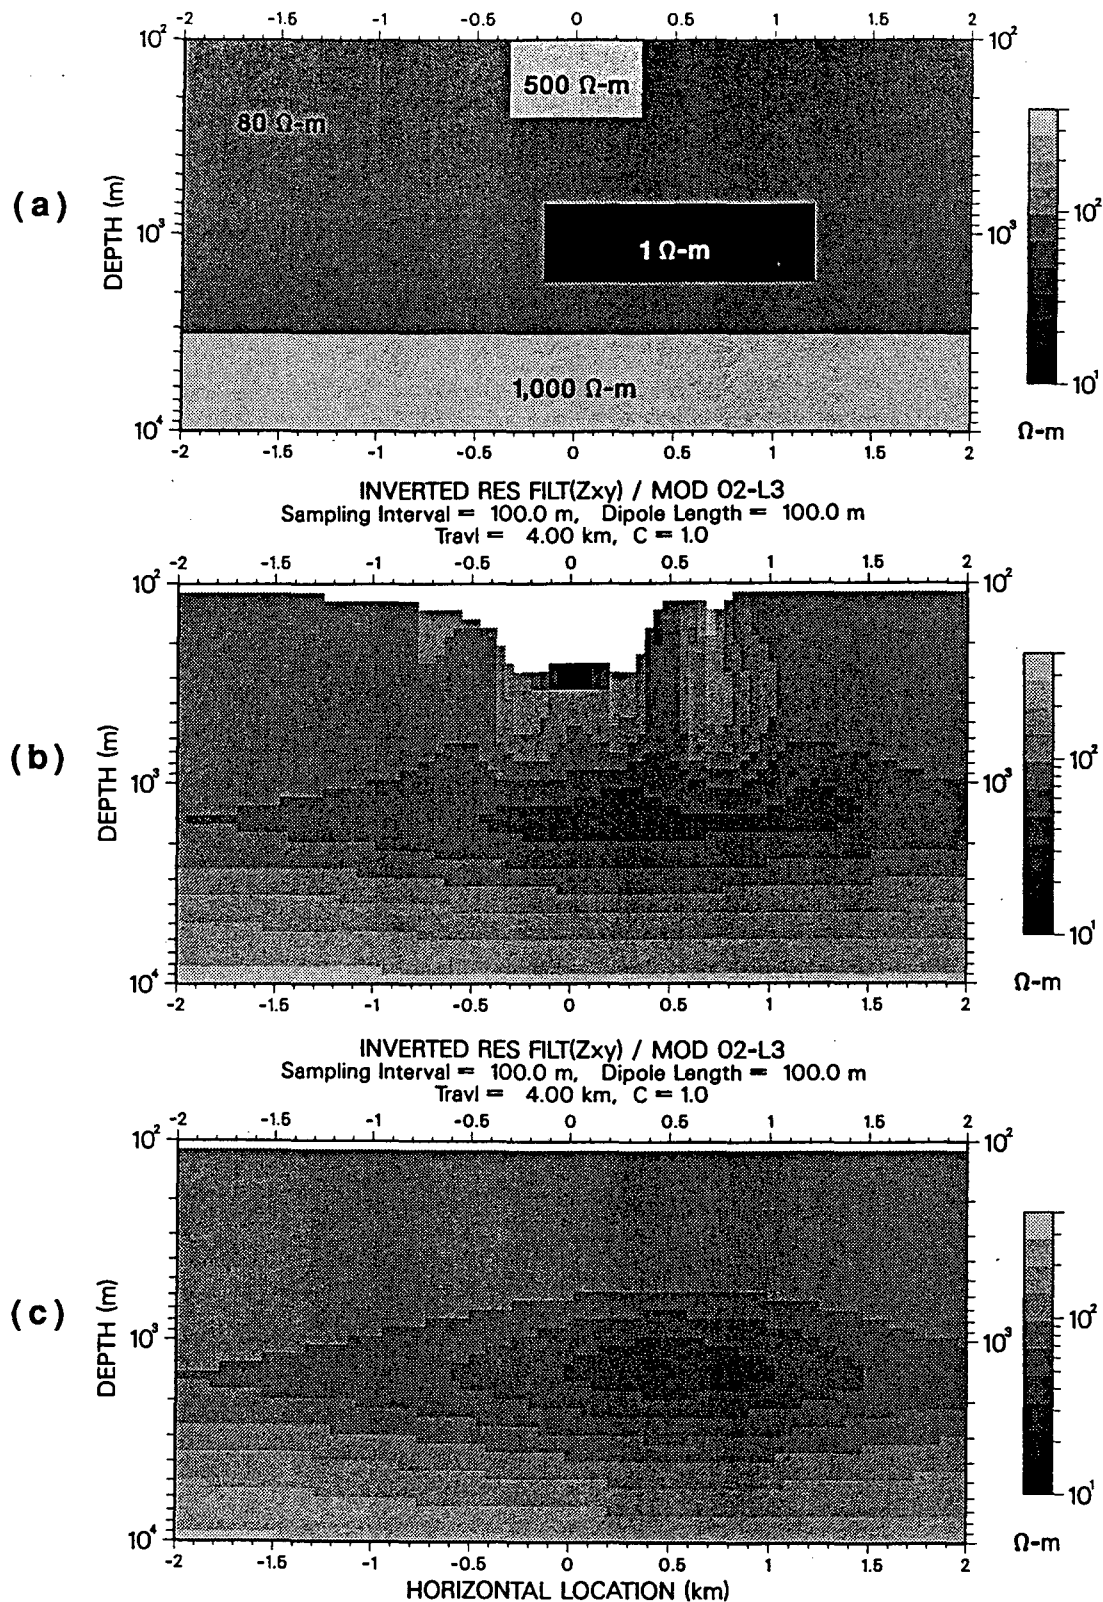 -2 -1.5 -1 -0.5 0 0.5 1 1.5 2
10² 10²
500 Ω-m
80 Ω-m
(a)
DEPTH (m)
10³ 10³
10²
1 Ω-m
1,000 Ω-m
10¹
10⁴
Ω-m
-2 -1.5 -1 -0.5 0 0.5 1 1.5 2
INVERTED RES FILT(Zxy) / MOD 02-L3
Sampling Interval = 100.0 m, Dipole Length = 100.0 m
Travl = 4.00 km, C = 1.0
-2 -1.5 -1 -0.5 0 0.5 1 1.5 2
10² 10²
(b)
DEPTH (m)
10³ 10³
10²
10¹
10⁴
Ω-m
-2 -1.5 -1 -0.5 0 0.5 1 1.5 2
INVERTED RES FILT(Zxy) / MOD 02-L3
Sampling Interval = 100.0 m, Dipole Length = 100.0 m
Travl = 4.00 km, C = 1.0
-2 -1.5 -1 -0.5 0 0.5 1 1.5 2
10² 10²
(c)
DEPTH (m)
10³ 10³
10²
10¹
10⁴
Ω-m
-2 -1.5 -1 -0.5 0 0.5 1 1.5 2
HORIZONTAL LOCATION (km)